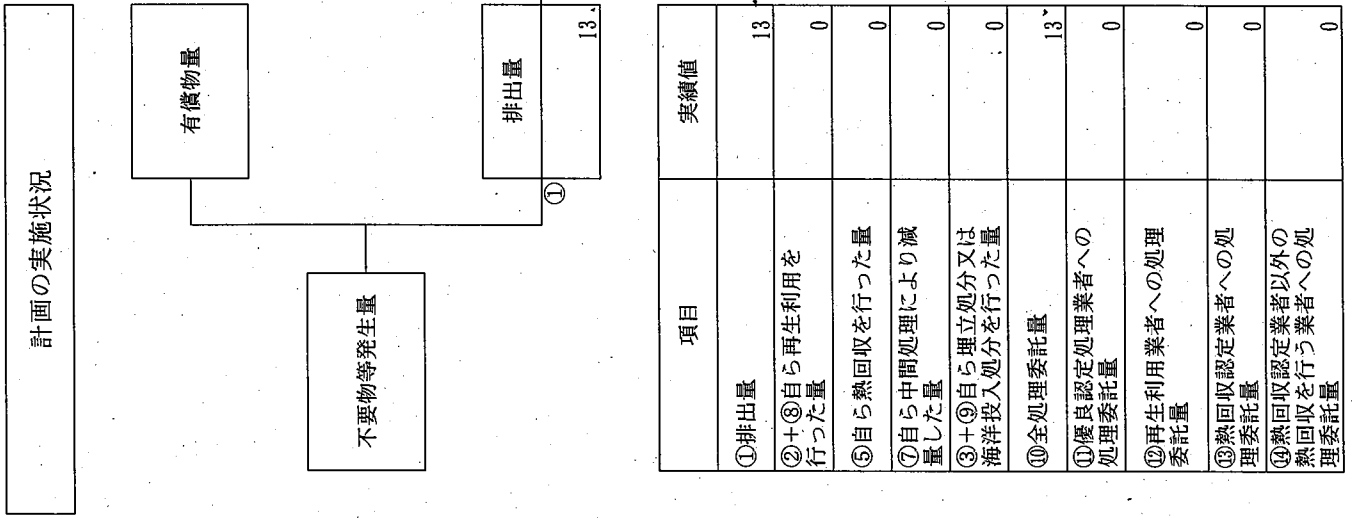 計画の実施状況
有償物量
不要物等発生量
①
排出量
13
項目 実績値
①排出量 13
②+⑧自ら再生利用を
行った量 0
⑤自ら熱回収を行った量 0
⑦自ら中間処理により減
量した量 0
③+⑨自ら埋立処分又は
海洋投入処分を行った量 0
⑩全処理委託量 13
⑪優良認定処理業者への
処理委託量 0
⑫再生利用業者への処理
委託量 0
⑬熱回収認定業者への処
理委託量 0
⑭熱回収認定業者以外の
熱回収を行う業者への処
理委託量 0